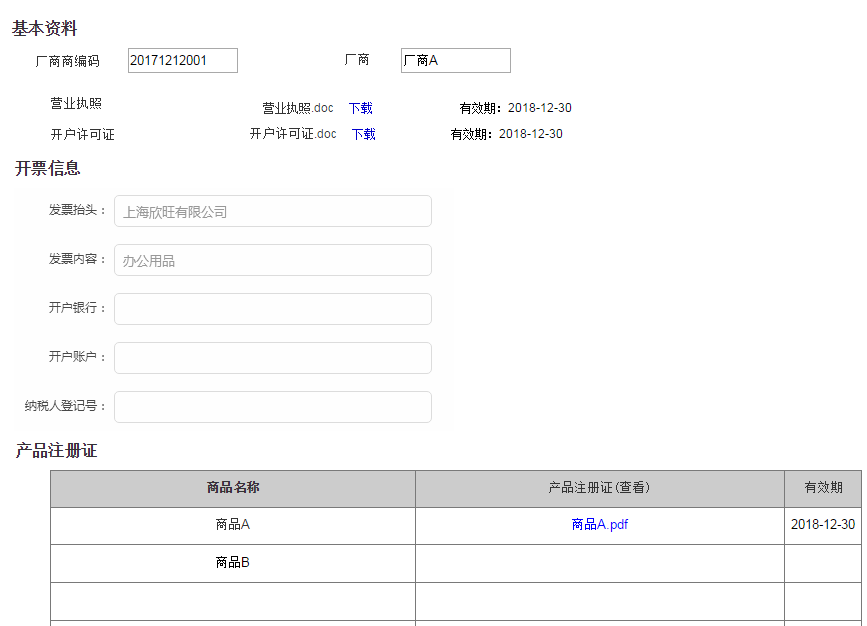 基本资料
厂商商编码 20171212001 厂商 厂商A
营业执照 营业执照.doc 下载 有效期：2018-12-30
开户许可证 开户许可证.doc 下载 有效期：2018-12-30
开票信息
发票抬头： 上海欣旺有限公司
发票内容： 办公用品
开户银行：
开户账户：
纳税人登记号：
产品注册证
商品名称 产品注册证(查看) 有效期
商品A 商品A.pdf 2018-12-30
商品B